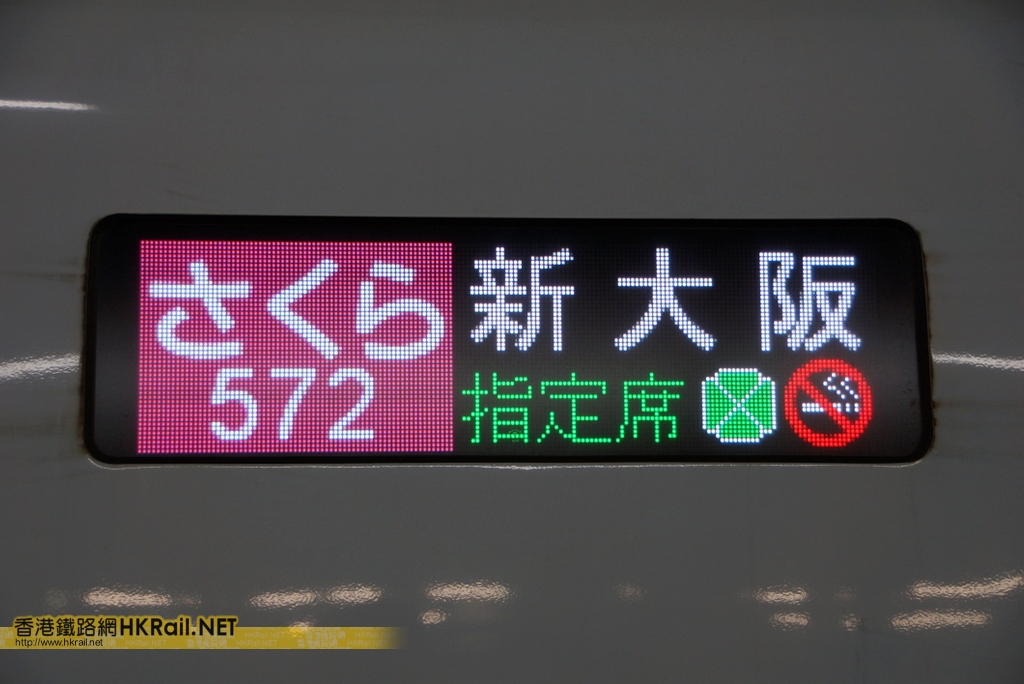 さくら 新大阪
572 指定席
香港鐵路網HKRail.NET
http://www.hkrail.net